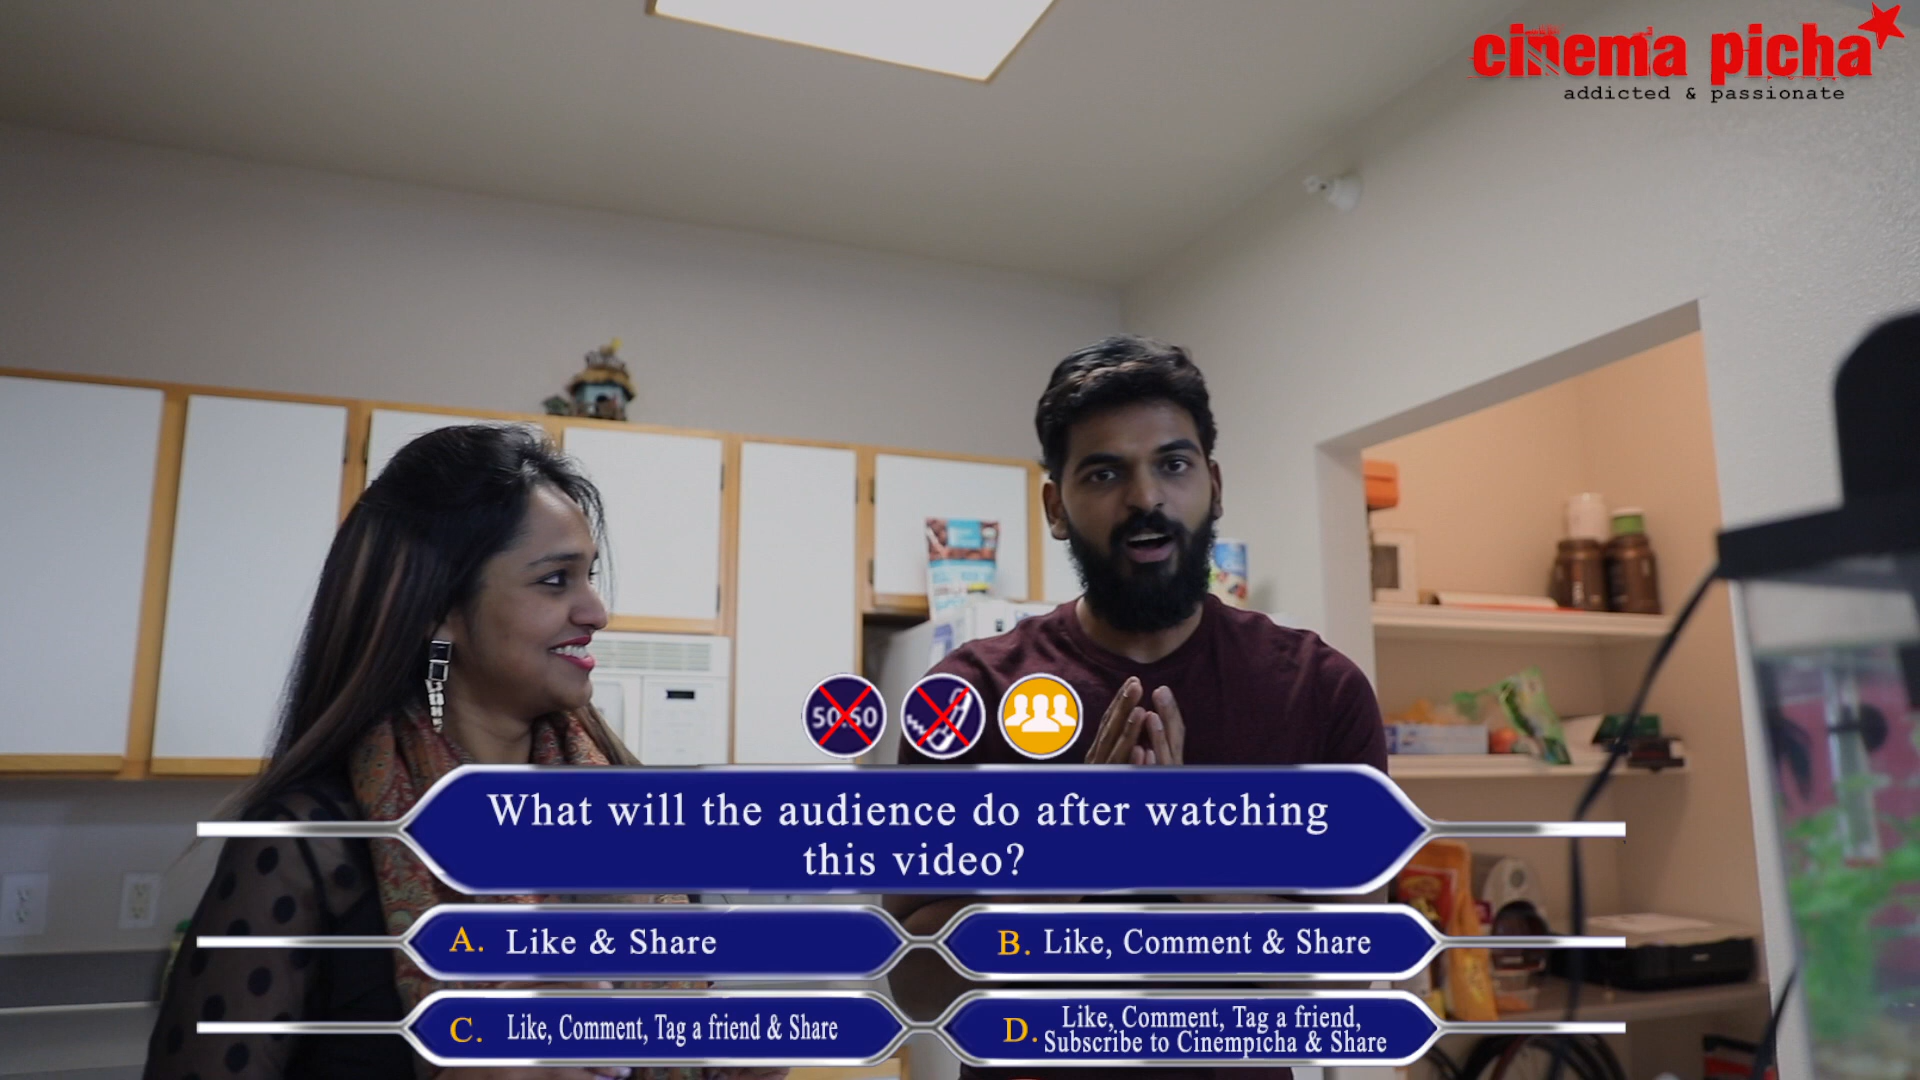 cinema picha
addicted & passionate
50:50
What will the audience do after watching
this video?
A. Like & Share
B. Like, Comment & Share
C. Like, Comment, Tag a friend & Share
D. Like, Comment, Tag a friend,
Subscribe to Cinempicha & Share